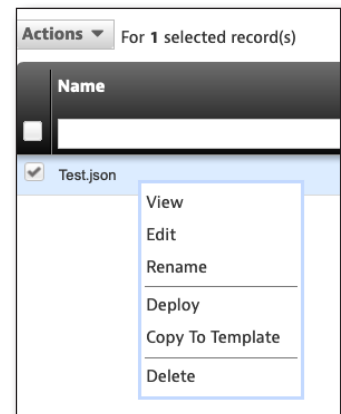 Actions For 1 selected record(s)
Name
Test.json
View
Edit
Rename
Deploy
Copy To Template
Delete